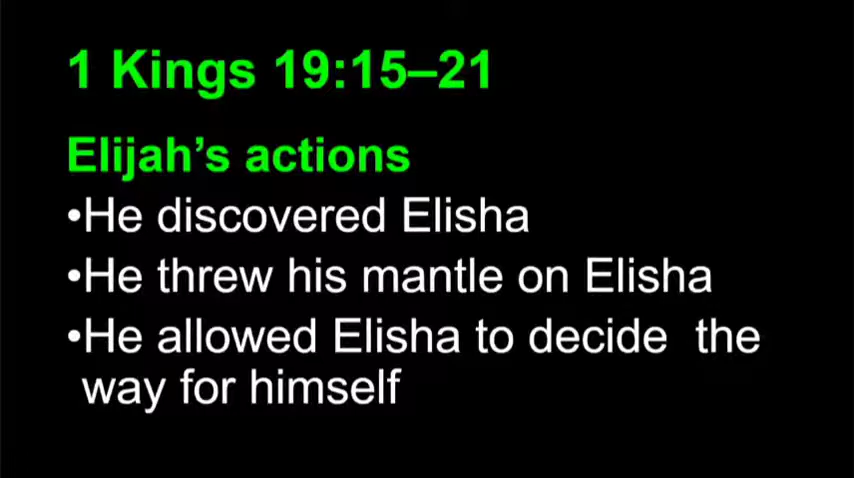 1 Kings 19:15–21
Elijah’s actions
•He discovered Elisha
•He threw his mantle on Elisha
•He allowed Elisha to decide  the
way for himself